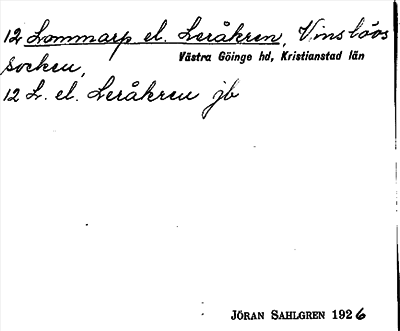 12 Lommarp el. Leråkren, Vinslövs
socken, Västra Göinge hd, Kristianstad län
12 L. el. Leråkren jb
JÖRAN SAHLGREN 1926